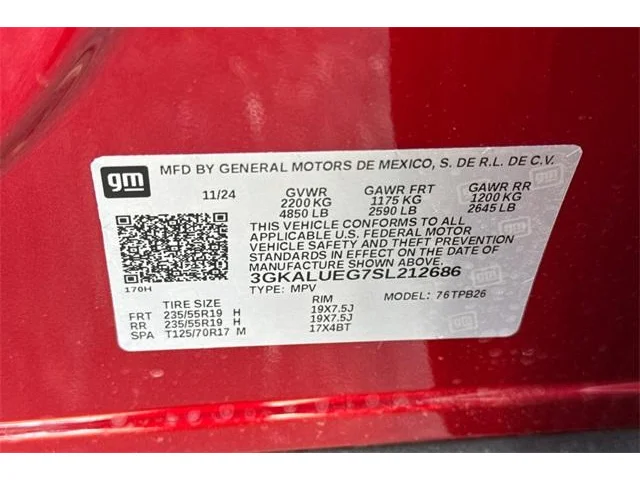 gm
MFD BY GENERAL MOTORS DE MEXICO, S. DE R.L. DE C.V.
11/24 GVWR GAWR FRT GAWR RR
2200 KG 1175 KG 1200 KG
4850 LB 2590 LB 2645 LB
THIS VEHICLE CONFORMS TO ALL
APPLICABLE U.S. FEDERAL MOTOR
VEHICLE SAFETY AND THEFT PREVENTION
STANDARDS IN EFFECT ON THE DATE OF
MANUFACTURE SHOWN ABOVE.
3GKALUEG7SL212686
170H
TYPE: MPV MODEL: 76TPB26
TIRE SIZE RIM
FRT 235/55R19 H 19X7.5J
RR 235/55R19 H 19X7.5J
SPA T125/70R17 M 17X4BT